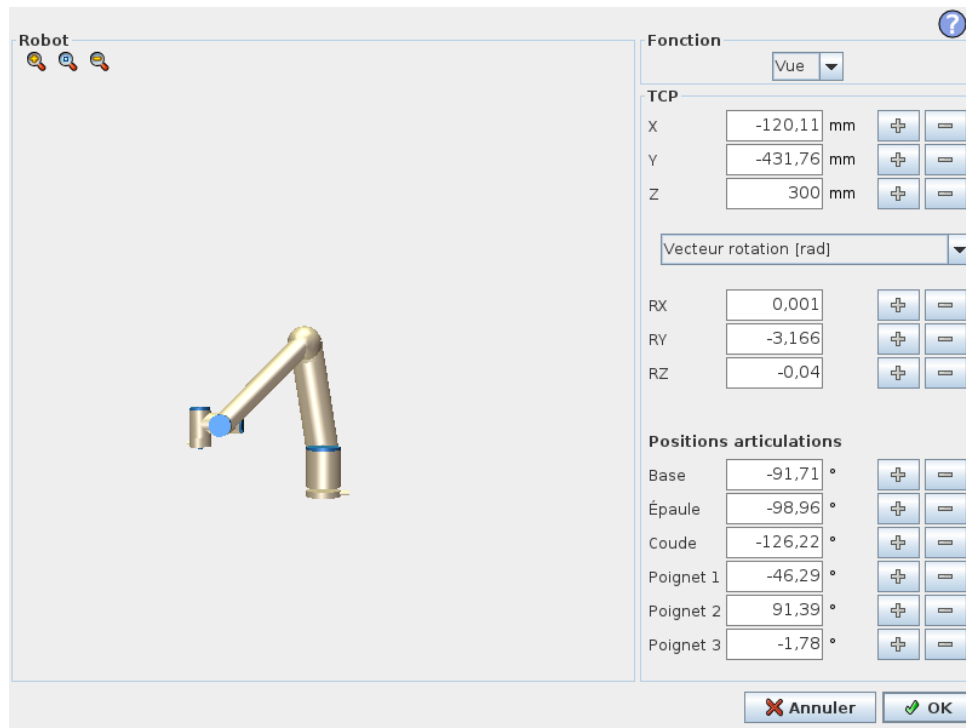 Robot
Fonction
Vue
TCP
X -120,11 mm
Y -431,76 mm
Z 300 mm
Vecteur rotation [rad]
RX 0,001
RY -3,166
RZ -0,04
Positions articulations
Base -91,71 °
Épaule -98,96 °
Coude -126,22 °
Poignet 1 -46,29 °
Poignet 2 91,39 °
Poignet 3 -1,78 °
Annuler OK